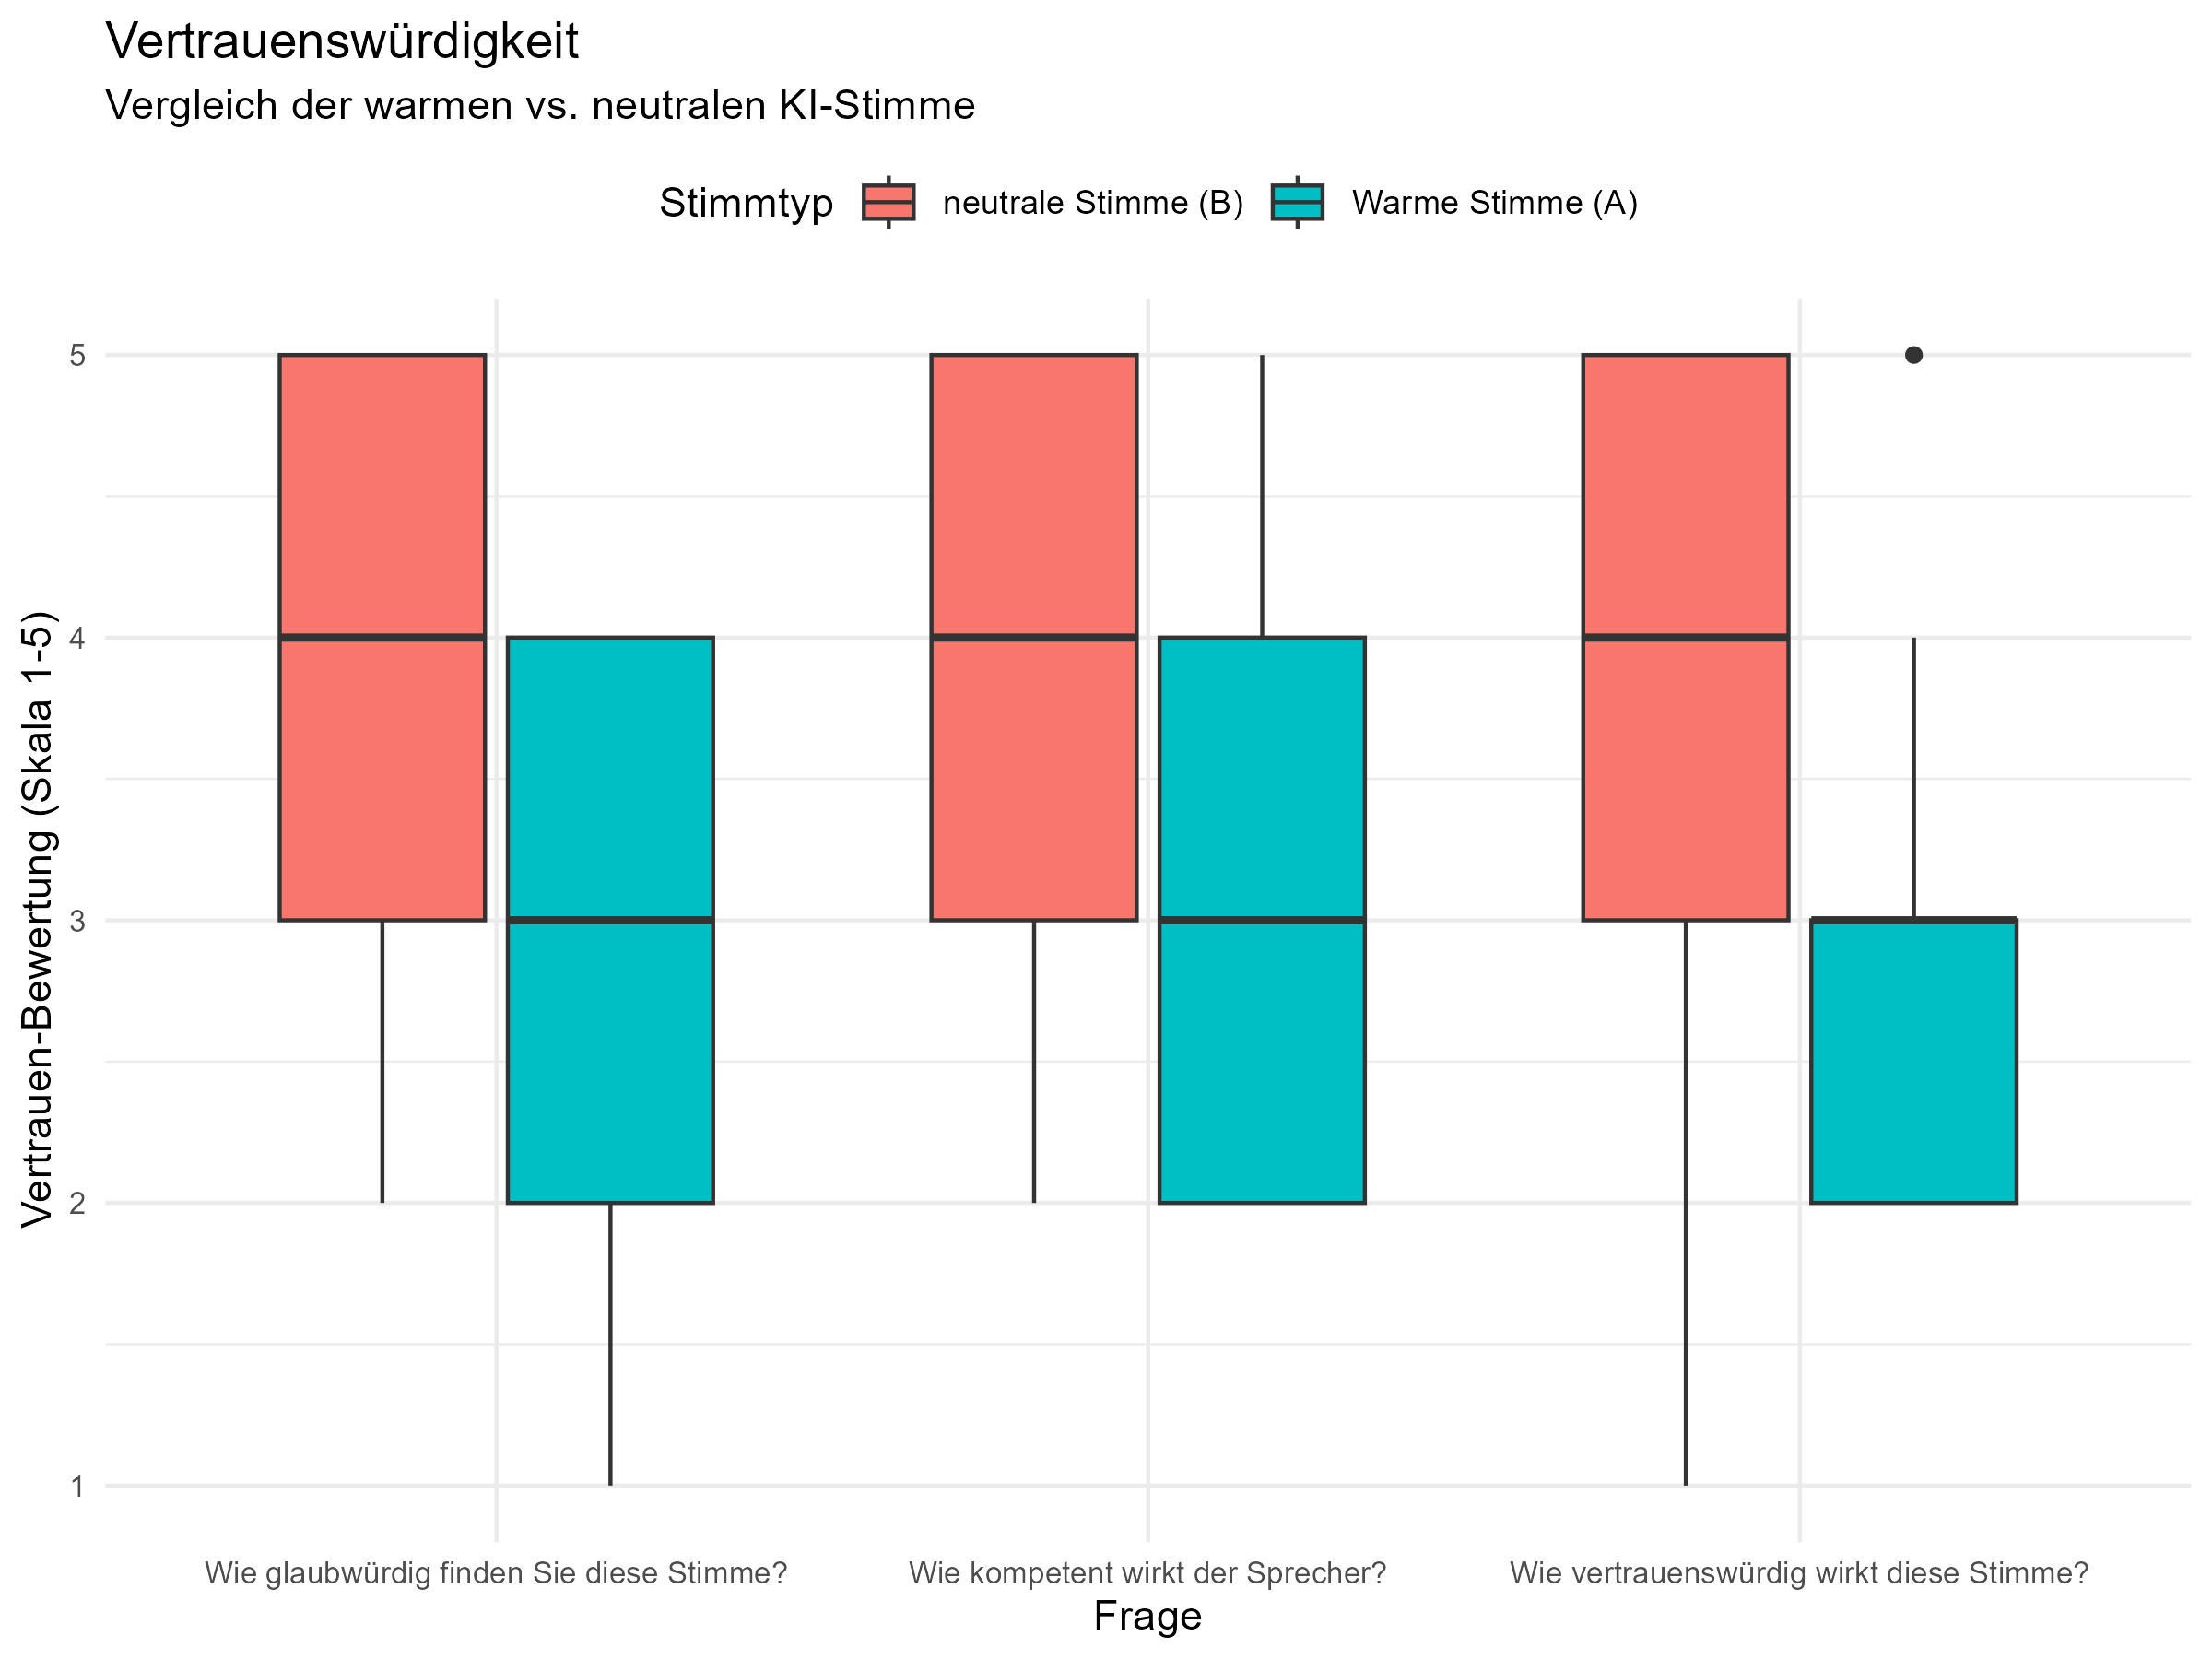 Vertrauenswürdigkeit
Vergleich der warmen vs. neutralen KI-Stimme
Stimmtyp neutrale Stimme (B) Warme Stimme (A)
Vertrauen-Bewertung (Skala 1-5)
5
4
3
2
1
Wie glaubwürdig finden Sie diese Stimme? Wie kompetent wirkt der Sprecher? Wie vertrauenswürdig wirkt diese Stimme?
Frage